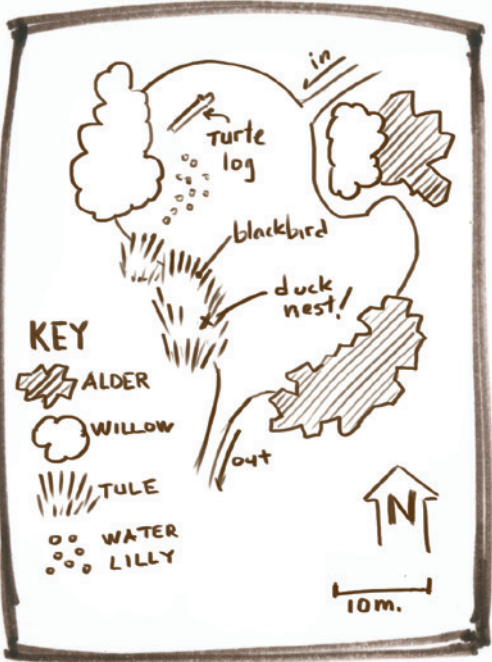 in
Turtle
log
blackbird
duck
nest!
KEY
ALDER
WILLOW
TULE
WATER
LILLY
out
N
10m.